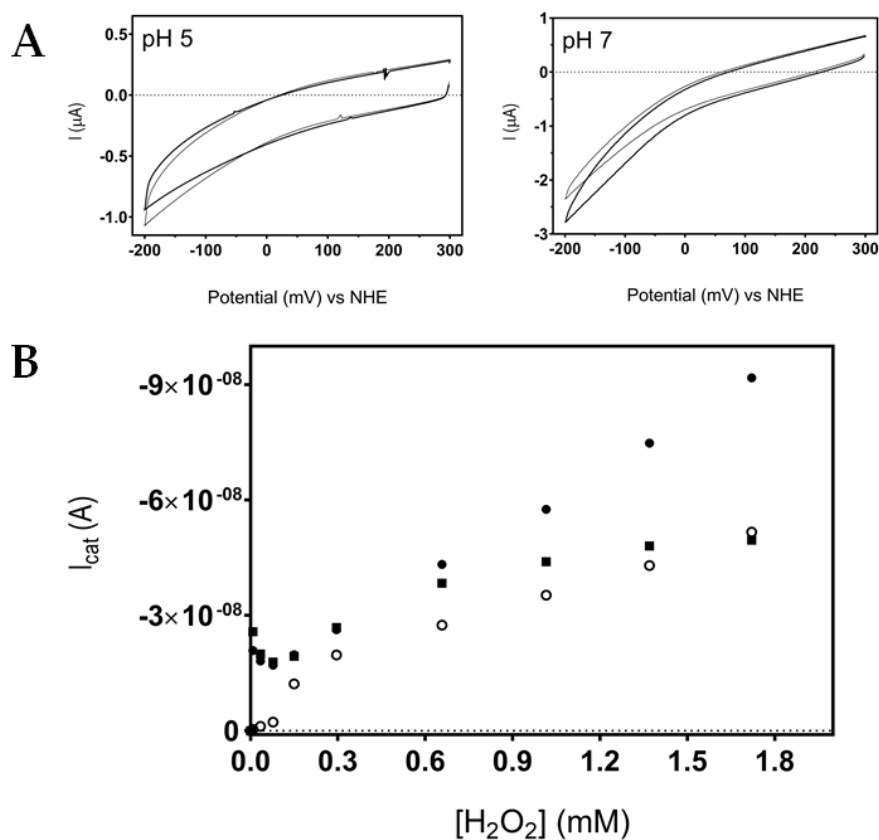 A
pH 5
pH 7
I (µA)
0.5
0.0
-0.5
-1.0
-200 -100 0 100 200 300
Potential (mV) vs NHE
I (µA)
1
0
-1
-2
-3
-200 -100 0 100 200 300
Potential (mV) vs NHE
B
I_cat (A)
-9×10^-08
-6×10^-08
-3×10^-08
0
0.0 0.3 0.6 0.9 1.2 1.5 1.8
[H₂O₂] (mM)